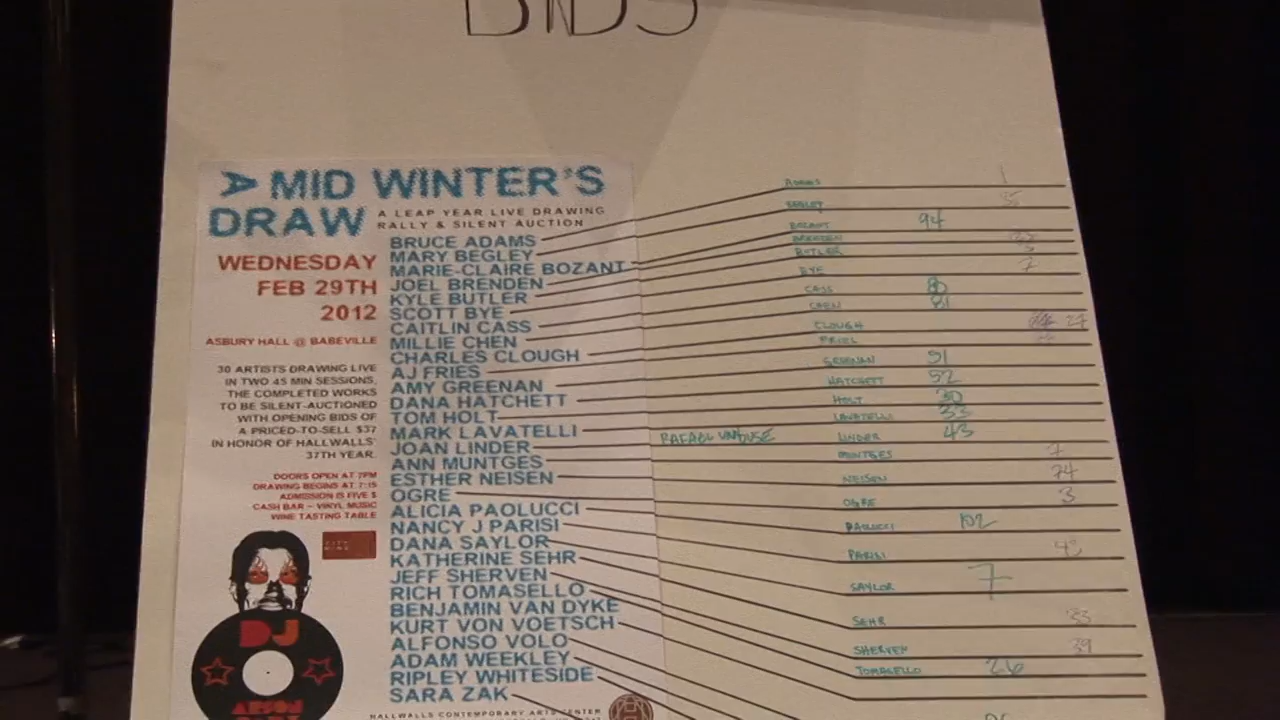 BIDS
A MID WINTER'S
DRAW
A LEAP YEAR LIVE DRAWING
RALLY & SILENT AUCTION
WEDNESDAY
FEB 29TH
2012
ASBURY HALL @ BABEVILLE
30 ARTISTS DRAWING LIVE
IN TWO 45 MIN SESSIONS,
THE COMPLETED WORKS
TO BE SILENT-AUCTIONED
WITH OPENING BIDS OF
A PRICED-TO-SELL $37
IN HONOR OF HALLWALLS'
37TH YEAR.
DOORS OPEN AT 7PM
DRAWING BEGINS AT 7:15
ADMISSION IS FIVE $
CASH BAR ~ VINYL MUSIC
WINE TASTING TABLE
DJ
BRUCE ADAMS
MARY BEGLEY
MARIE-CLAIRE BOZANT
JOEL BRENDEN
KYLE BUTLER
SCOTT BYE
CAITLIN CASS
MILLIE CHEN
CHARLES CLOUGH
AJ FRIES
AMY GREENAN
DANA HATCHETT
TOM HOLT
MARK LAVATELLI
JOAN LINDER
ANN MUNTGES
ESTHER NEISEN
OGRE
ALICIA PAOLUCCI
NANCY J PARISI
DANA SAYLOR
KATHERINE SEHR
JEFF SHERVEN
RICH TOMASELLO
BENJAMIN VAN DYKE
KURT VON VOETSCH
ALFONSO VOLO
ADAM WEEKLEY
RIPLEY WHITESIDE
SARA ZAK
HALLWALLS CONTEMPORARY ARTS CENTER
ADAMS
BEGLEY
BOZANT 94
BRENDEN
BUTLER
BYE 7
CASS 80
CHEN 81
CLOUGH 27
FRIES
GREENAN 91
HATCHETT 52
HOLT 30
LAVATELLI 33
LINDER 43
MUNTGES 7
NEISEN 74
OGRE 3
PAOLUCCI 102
PARISI
SAYLOR 7
SEHR 33
SHERVEN 39
TOMASELLO 26